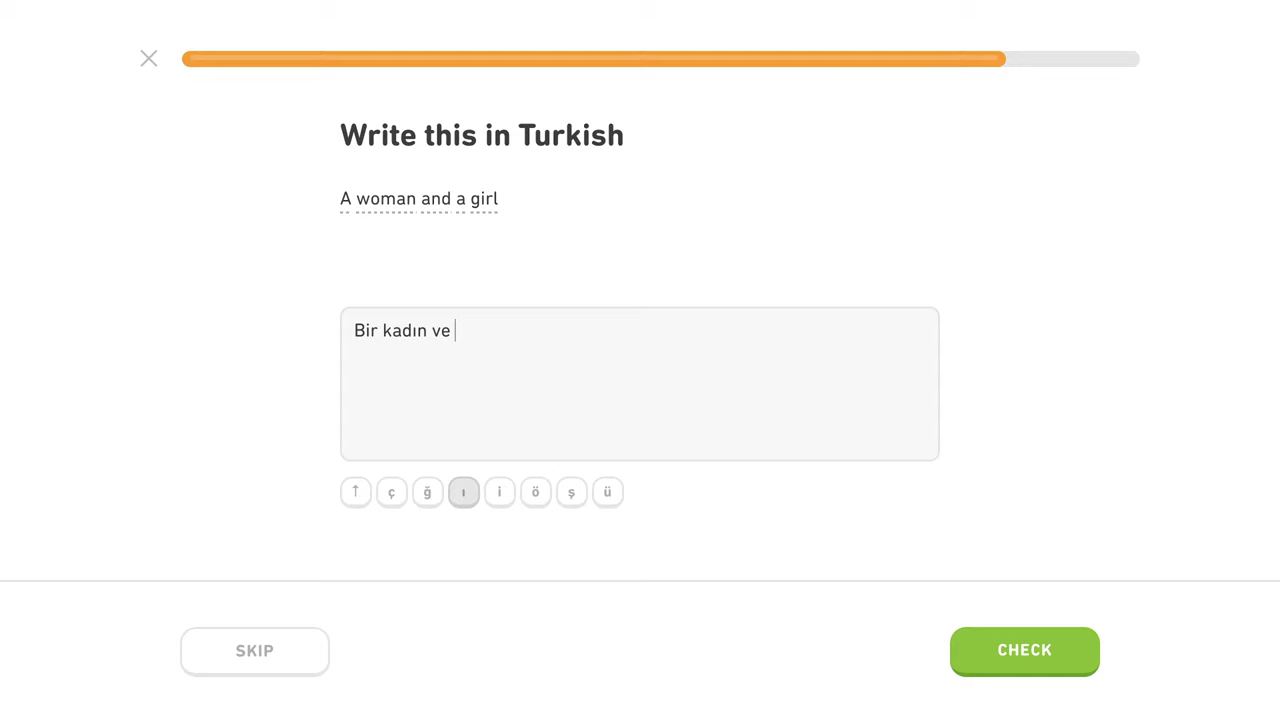 Write this in Turkish
A woman and a girl
Bir kadın ve
↑ ç ğ ı i ö ş ü
SKIP
CHECK